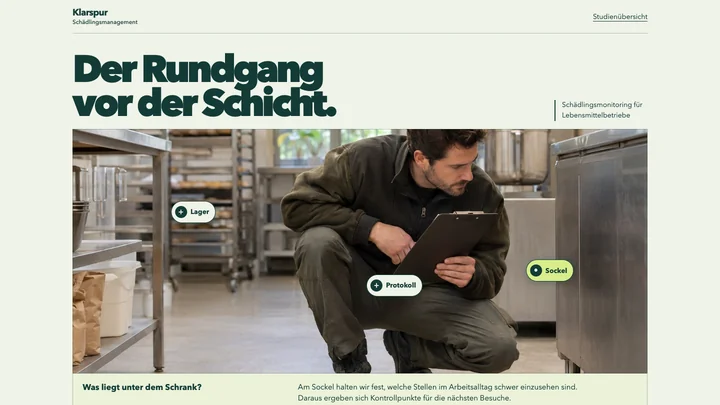 Klarspur
Schädlingsmanagement
Studienübersicht
Der Rundgang
vor der Schicht.
Schädlingsmonitoring für
Lebensmittelbetriebe
Lager
Protokoll
Sockel
Was liegt unter dem Schrank?
Am Sockel halten wir fest, welche Stellen im Arbeitsalltag schwer einzusehen sind.
Daraus ergeben sich Kontrollpunkte für die nächsten Besuche.